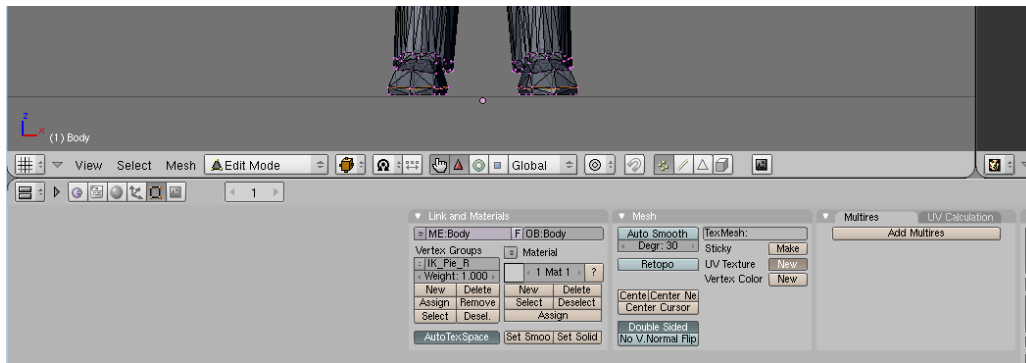 z
x
(1) Body
View Select Mesh Edit Mode Global
1
Link and Materials
ME:Body F OB:Body
Vertex Groups
IK_Pie_R
Weight: 1.000
New Delete
Assign Remove
Select Desel.
AutoTexSpace
Material
1 Mat 1 ?
New Delete
Select Deselect
Assign
Set Smoo Set Solid
Mesh
Auto Smooth
Degr: 30
Retopo
Cente Center Ne
Center Cursor
Double Sided
No V.Normal Flip
TexMesh:
Sticky Make
UV Texture New
Vertex Color New
Multires UV Calculation
Add Multires